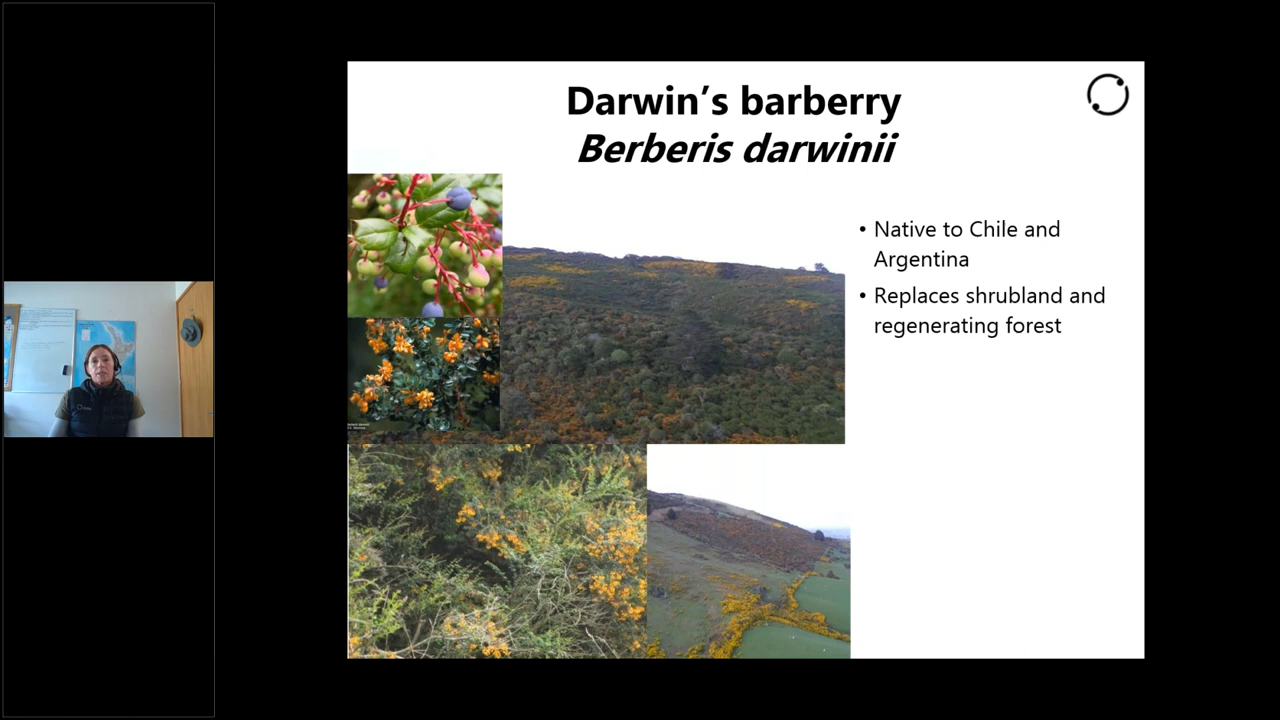 Darwin’s barberry
Berberis darwinii
• Native to Chile and
Argentina
• Replaces shrubland and
regenerating forest